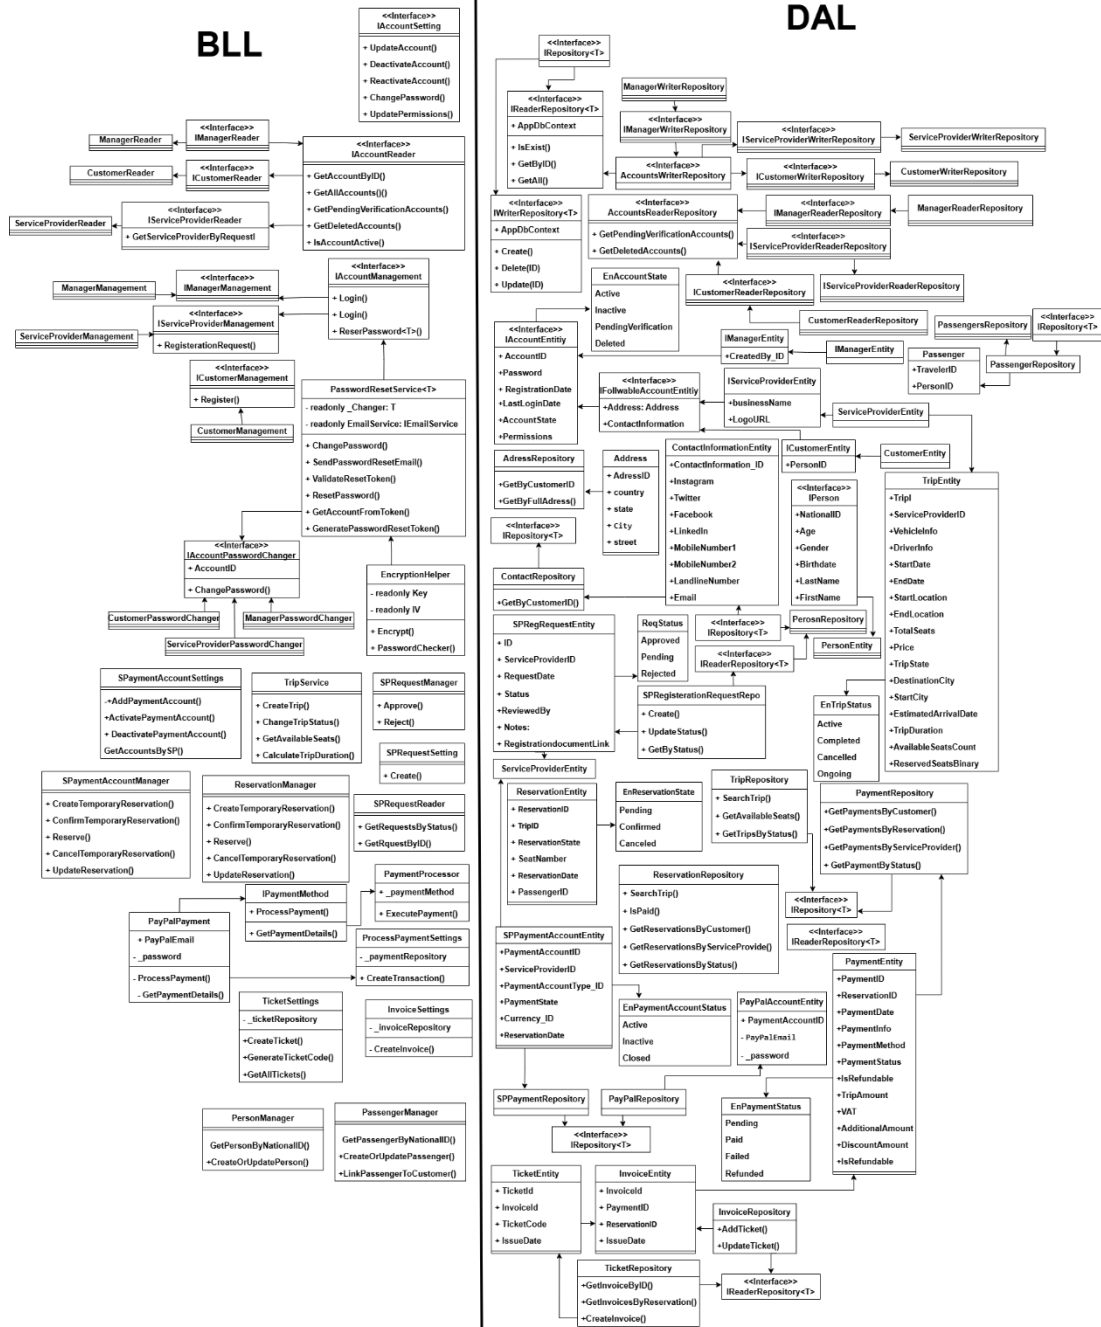 BLL
<<Interface>>
IAccountSetting
+ UpdateAccount()
+ DeactivateAccount()
+ ReactivateAccount()
+ ChangePassword()
+ UpdatePermissions()
ManagerReader
<<Interface>>
IManagerReader
CustomerReader
<<Interface>>
ICustomerReader
ServiceProviderReader
<<Interface>>
IServiceProviderReader
+ GetServiceProviderByRequestI
<<Interface>>
IAccountReader
+ GetAccountByID()
+ GetAllAccounts()()
+ GetPendingVerificationAccounts()
+ GetDeletedAccounts()
+ IsAccountActive()
ManagerManagement
<<Interface>>
IManagerManagement
ServiceProviderManagement
<<Interface>>
IServiceProviderManagement
+ RegisterationRequest()
<<Interface>>
IAccountManagement
+ Login()
+ Login()
+ ReserPassword<T>()
<<Interface>>
ICustomerManagement
+ Register()
CustomerManagement
PasswordResetService<T>
- readonly _Changer: T
- readonly EmailService: IEmailService
+ ChangePassword()
+ SendPasswordResetEmail()
+ ValidateResetToken()
+ ResetPassword()
+ GetAccountFromToken()
+ GeneratePasswordResetToken()
<<Interface>>
IAccountPasswordChanger
+ AccountID
+ ChangePassword()
CustomerPasswordChanger
ManagerPasswordChanger
ServiceProviderPasswordChanger
EncryptionHelper
- readonly Key
- readonly IV
+ Encrypt()
+ PasswordChecker()
SPaymentAccountSettings
-+AddPaymentAccount()
+ActivatePaymentAccount()
+ DeactivatePaymentAccount()
GetAccountsBySP()
TripService
+ CreateTrip()
+ ChangeTripStatus()
+ GetAvailableSeats()
+ CalculateTripDuration()
SPRequestManager
+ Approve()
+ Reject()
SPRequestSetting
+ Create()
SPaymentAccountManager
+ CreateTemporaryReservation()
+ ConfirmTemporaryReservation()
+ Reserve()
+ CancelTemporaryReservation()
+ UpdateReservation()
ReservationManager
+ CreateTemporaryReservation()
+ ConfirmTemporaryReservation()
+ Reserve()
+ CancelTemporaryReservation()
+ UpdateReservation()
SPRequestReader
+ GetRequestsByStatus()
+ GetRquestByID()
PayPalPayment
+ PayPalEmail
- _password
- ProcessPayment()
- GetPaymentDetails()
IPaymentMethod
+ ProcessPayment()
+ GetPaymentDetails()
PaymentProcessor
+ _paymentMethod
+ ExecutePayment()
ProcessPaymentSettings
- _paymentRepository
+ CreateTransaction()
TicketSettings
- _ticketRepository
+CreateTicket()
+GenerateTicketCode()
+GetAllTickets()
InvoiceSettings
- _invoiceRepository
- CreateInvoice()
PersonManager
GetPersonByNationalID()
+CreateOrUpdatePerson()
PassengerManager
GetPassengerByNationalID()
+CreateOrUpdatePassenger()
+LinkPassengerToCustomer()
DAL
<<Interface>>
IRepository<T>
<<Interface>>
IReaderRepository<T>
+ AppDbContext
+ IsExist()
+ GetByID()
+ GetAll()
ManagerWriterRepository
<<Interface>>
IManagerWriterRepository
AccountsWriterRepository
<<Interface>>
IServiceProviderWriterRepository
ServiceProviderWriterRepository
<<Interface>>
ICustomerWriterRepository
CustomerWriterRepository
<<Interface>>
IWriterRepository<T>
+ AppDbContext
+ Create()
+ Delete(ID)
+ Update(ID)
<<Interface>>
AccountsReaderRepository
+ GetPendingVerificationAccounts()
+ GetDeletedAccounts()
<<Interface>>
IManagerReaderRepository
ManagerReaderRepository
<<Interface>>
IServiceProviderReaderRepository
IServiceProviderReaderRepository
EnAccountState
Active
Inactive
PendingVerification
Deleted
<<Interface>>
ICustomerReaderRepository
CustomerReaderRepository
<<Interface>>
IAccountEntity
+ AccountID
+Password
+ RegistrationDate
+LastLoginDate
+AccountState
+Permissions
IManagerEntity
+CreatedBy_ID
IManagerEntity
PassengersRepository
<<Interface>>
IRepository<T>
Passenger
+TravelerID
+PersonID
PassengerRepository
<<Interface>>
IFollwableAccountEntitiy
+Address: Address
+ContactInformation
IServiceProviderEntity
+businessName
+LogoURL
ServiceProviderEntity
ICustomerEntity
+PersonID
CustomerEntity
AdressRepository
+GetByCustomerID
+GetByFullAdress()
Address
+ AdressID
+ country
+ state
+ City
+ street
ContactInformationEntity
+ContactInformation_ID
+Instagram
+Twitter
+Facebook
+LinkedIn
+MobileNumber1
+MobileNumber2
+LandlineNumber
+Email
<<Interface>>
IPerson
+NationalID
+Age
+Gender
+Birthdate
+LastName
+FirstName
TripEntity
+TripI
+ServiceProviderID
+VehicleInfo
+DriverInfo
+StartDate
+EndDate
+StartLocation
+EndLocation
+TotalSeats
+Price
+TripState
+DestinationCity
+StartCity
+EstimatedArrivalDate
+TripDuration
+AvailableSeatsCount
+ReservedSeatsBinary
<<Interface>>
IRepository<T>
ContactRepository
+GetByCustomerID()
<<Interface>>
IRepository<T>
PerosnRepository
PersonEntity
<<Interface>>
IReaderRepository<T>
SPRegRequestEntity
+ ID
+ ServiceProviderID
+ RequestDate
+ Status
+ReviewedBy
+ Notes:
+ RegistrationdocumentLink
ReqStatus
Approved
Pending
Rejected
SPRegisterationRequestRepo
+ Create()
+ UpdateStatus()
+ GetByStatus()
EnTripStatus
Active
Completed
Cancelled
Ongoing
ServiceProviderEntity
ReservationEntity
+ ReservationID
+ TripID
+ReservationState
+ SeatNumber
+ReservationDate
+ PassengerID
EnReservationState
Pending
Confirmed
Canceled
TripRepository
+ SearchTrip()
+ GetAvailableSeats()
+ GetTripsByStatus()
PaymentRepository
+GetPaymentsByCustomer()
+GetPaymentsByReservation()
+GetPaymentsByServiceProvider()
+ GetPaymentByStatus()
ReservationRepository
+ SearchTrip()
+ IsPaid()
+ GetReservationsByCustomer()
+ GetReservationsByServiceProvide()
+ GetReservationsByStatus()
<<Interface>>
IRepository<T>
<<Interface>>
IReaderRepository<T>
SPPaymentAccountEntity
+PaymentAccountID
+ServiceProviderID
+PaymentAccountType_ID
+PaymentState
+Currency_ID
+ReservationDate
EnPaymentAccountStatus
Active
Inactive
Closed
PayPalAccountEntity
+ PaymentAccountID
- PayPalEmail
- _password
PaymentEntity
+PaymentID
+ReservationID
+PaymentDate
+PaymentInfo
+PaymentMethod
+PaymentStatus
+IsRefundable
+TripAmount
+VAT
+AdditionalAmount
+DiscountAmount
+IsRefundable
SPPaymentRepository
PayPalRepository
<<Interface>>
IRepository<T>
EnPaymentStatus
Pending
Paid
Failed
Refunded
TicketEntity
+ TicketId
+ InvoiceId
+ TicketCode
+ IssueDate
InvoiceEntity
+ InvoiceId
+ PaymentID
+ ReservationID
+ IssueDate
InvoiceRepository
+AddTicket()
+UpdateTicket()
TicketRepository
+GetInvoiceByID()
+GetInvoicesByReservation()
+CreateInvoice()
<<Interface>>
IReaderRepository<T>